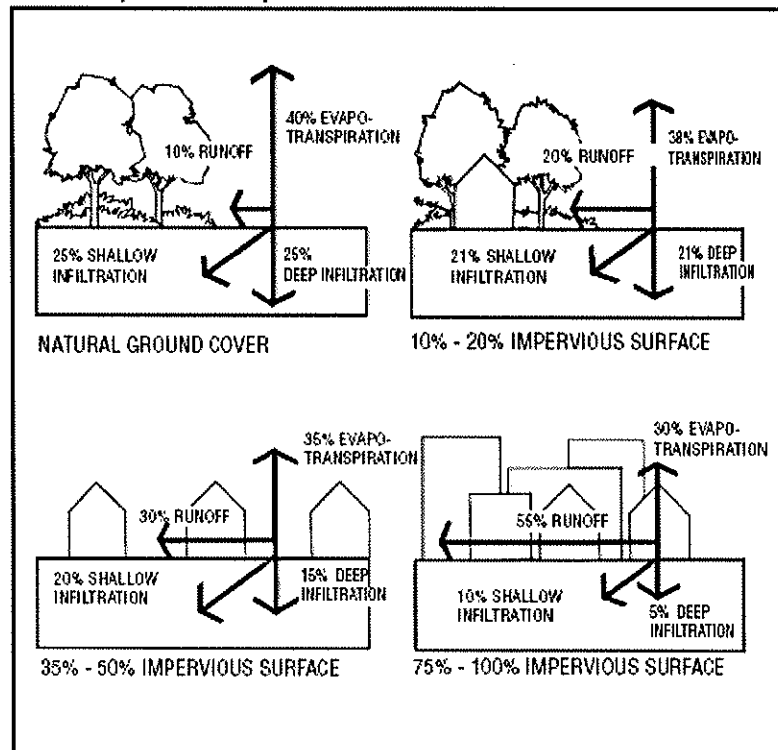 40% EVAPO-
TRANSPIRATION
10% RUNOFF
25% SHALLOW
INFILTRATION
25%
DEEP INFILTRATION
NATURAL GROUND COVER
38% EVAPO-
TRANSPIRATION
20% RUNOFF
21% SHALLOW
INFILTRATION
21% DEEP
INFILTRATION
10% - 20% IMPERVIOUS SURFACE
35% EVAPO-
TRANSPIRATION
30% RUNOFF
20% SHALLOW
INFILTRATION
15% DEEP
INFILTRATION
35% - 50% IMPERVIOUS SURFACE
30% EVAPO-
TRANSPIRATION
55% RUNOFF
10% SHALLOW
INFILTRATION
5% DEEP
INFILTRATION
75% - 100% IMPERVIOUS SURFACE